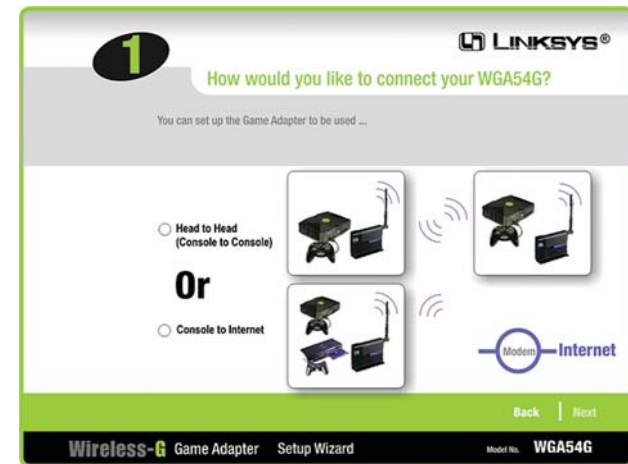 1
LINKSYS®
How would you like to connect your WGA54G?
You can set up the Game Adapter to be used ...
Head to Head
(Console to Console)
Or
Console to Internet
Modem
Internet
Back
Next
Wireless-G Game Adapter Setup Wizard
Model No. WGA54G